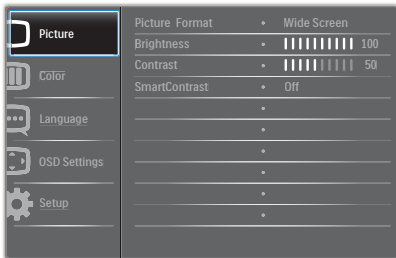 Picture
Color
Language
OSD Settings
Setup
Picture Format • Wide Screen
Brightness • 100
Contrast • 50
SmartContrast • Off
•
•
•
•
•
•